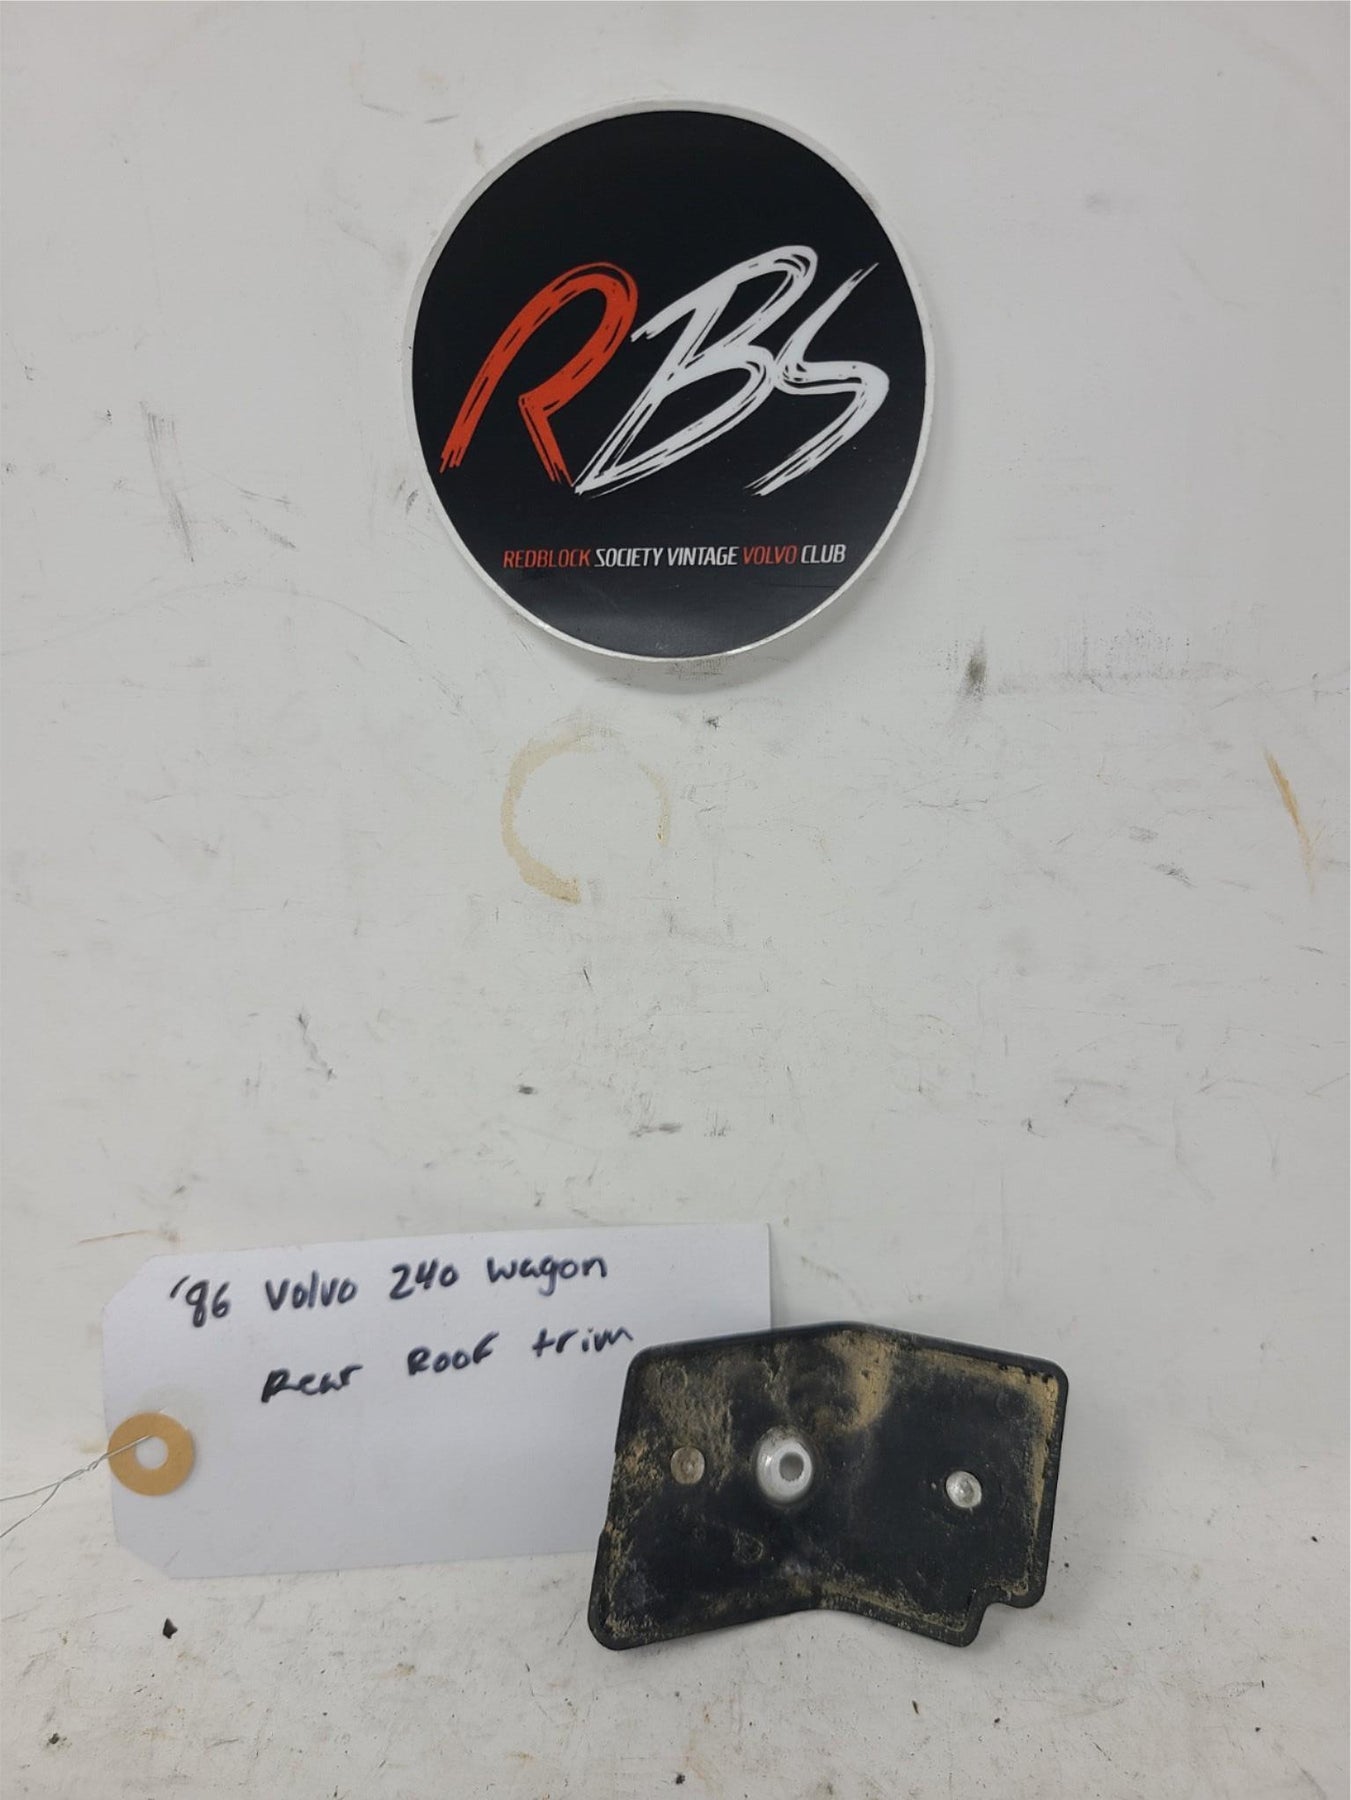 RBS
REDBLOCK SOCIETY VINTAGE VOLVO CLUB
'86 Volvo 240 wagon
Rear Roof trim